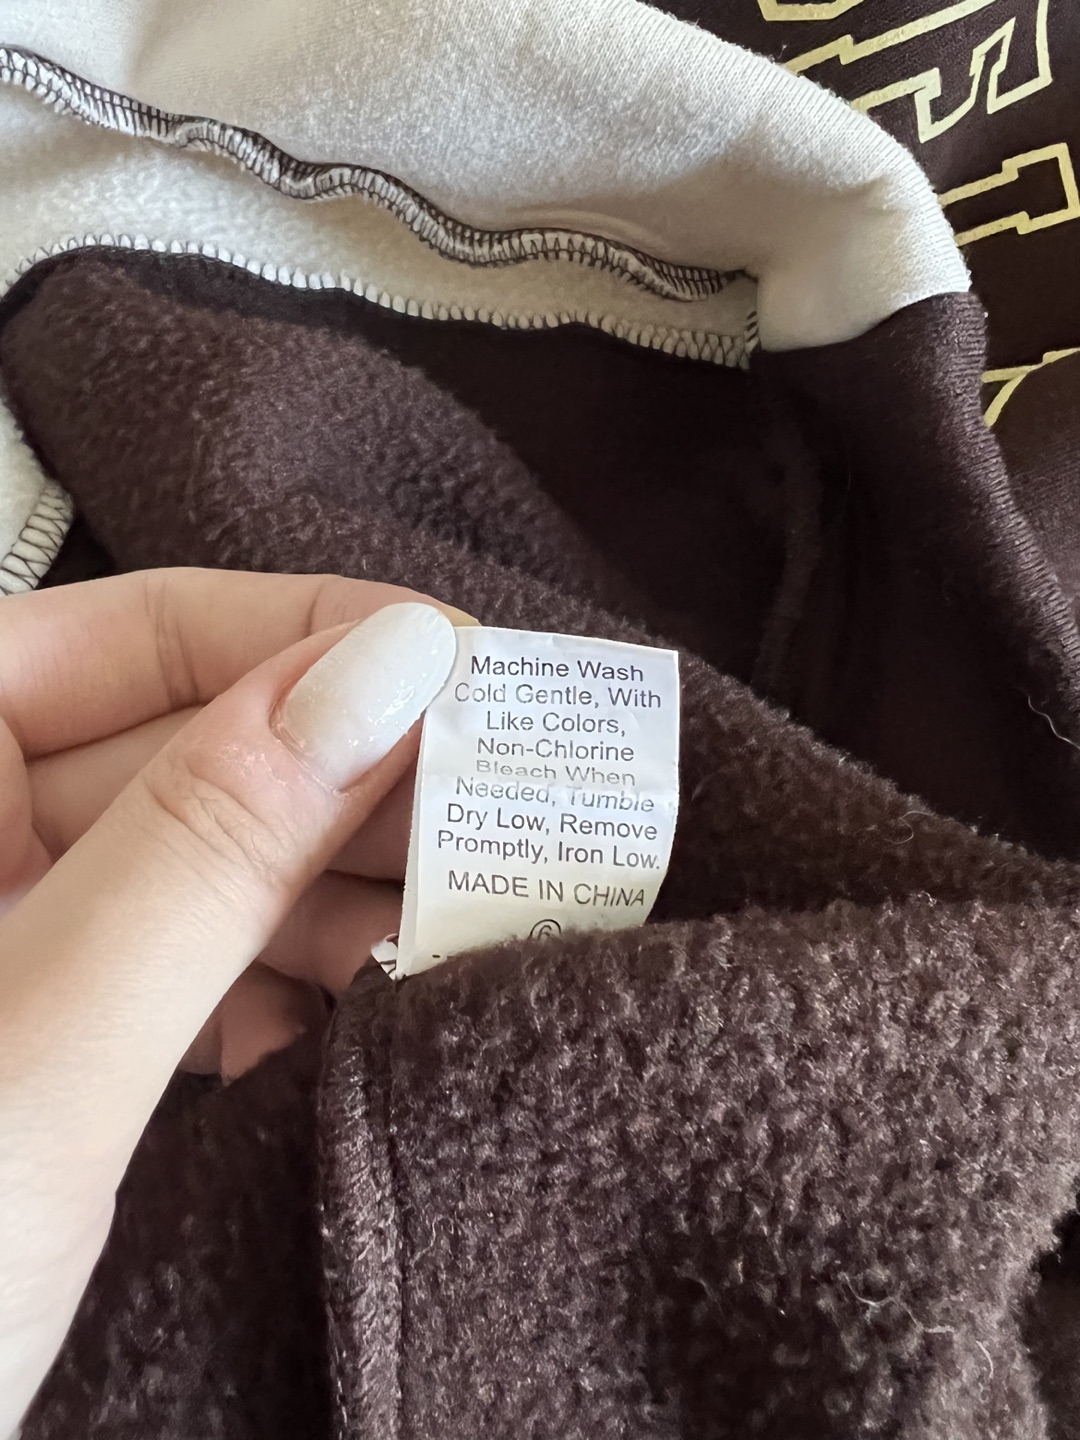 Machine Wash
Cold Gentle, With
Like Colors,
Non-Chlorine
Bleach When
Needed, Tumble
Dry Low, Remove
Promptly, Iron Low.
MADE IN CHINA
6